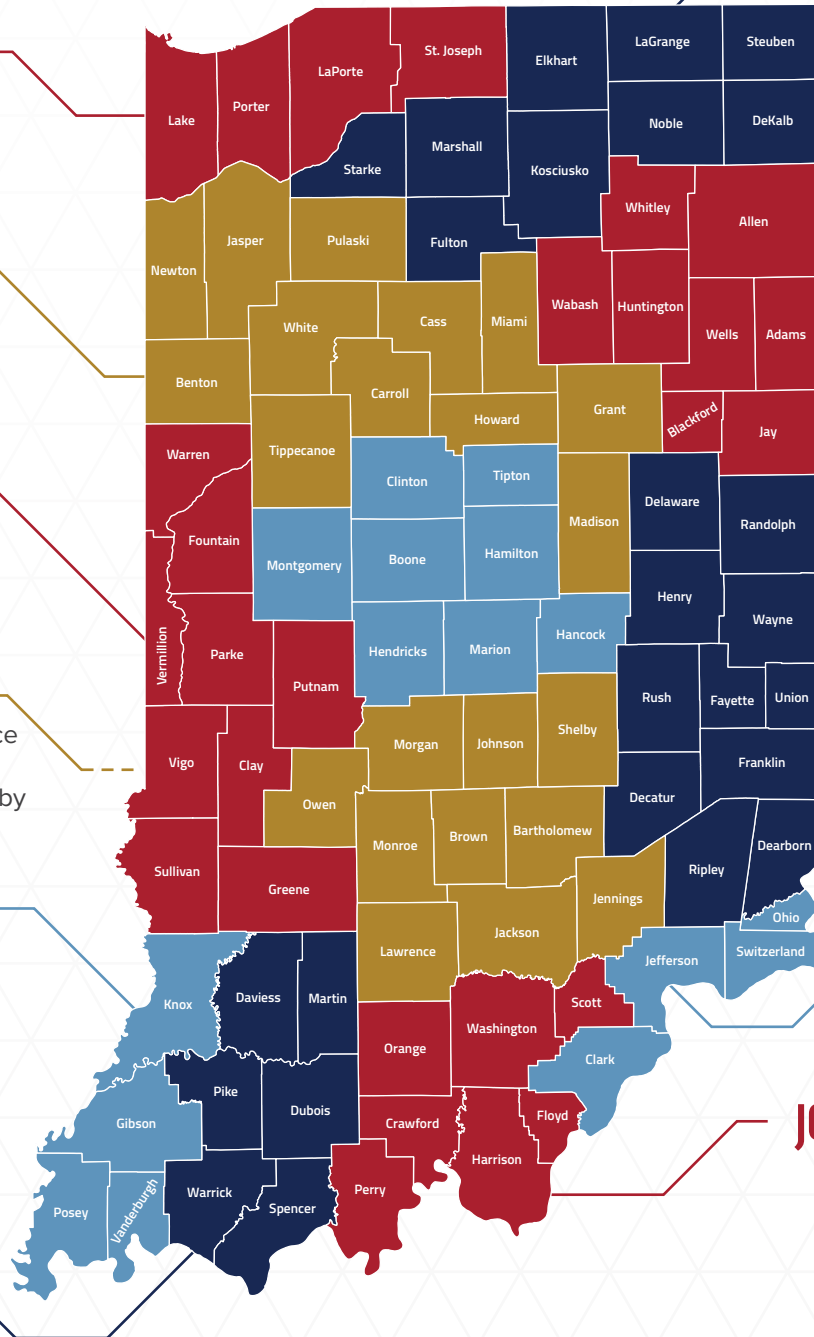 St. Joseph
Elkhart
LaGrange
Steuben
LaPorte
Lake
Porter
Noble
DeKalb
Starke
Marshall
Kosciusko
Whitley
Allen
Newton
Jasper
Pulaski
Fulton
Wabash
Huntington
White
Cass
Miami
Wells
Adams
Benton
Carroll
Howard
Grant
Blackford
Jay
Warren
Tippecanoe
Clinton
Tipton
Delaware
Randolph
Fountain
Montgomery
Boone
Hamilton
Madison
Henry
Wayne
Vermillion
Parke
Putnam
Hendricks
Marion
Hancock
Rush
Fayette
Union
ce
Vigo
Clay
Morgan
Johnson
Shelby
Franklin
by
Owen
Decatur
Monroe
Brown
Bartholomew
Dearborn
Sullivan
Greene
Jennings
Ripley
Ohio
Lawrence
Jackson
Jefferson
Switzerland
Knox
Daviess
Martin
Scott
Orange
Washington
Clark
Pike
Dubois
Gibson
Crawford
Floyd
JO
Harrison
Perry
Warrick
Spencer
Posey
Vanderburgh